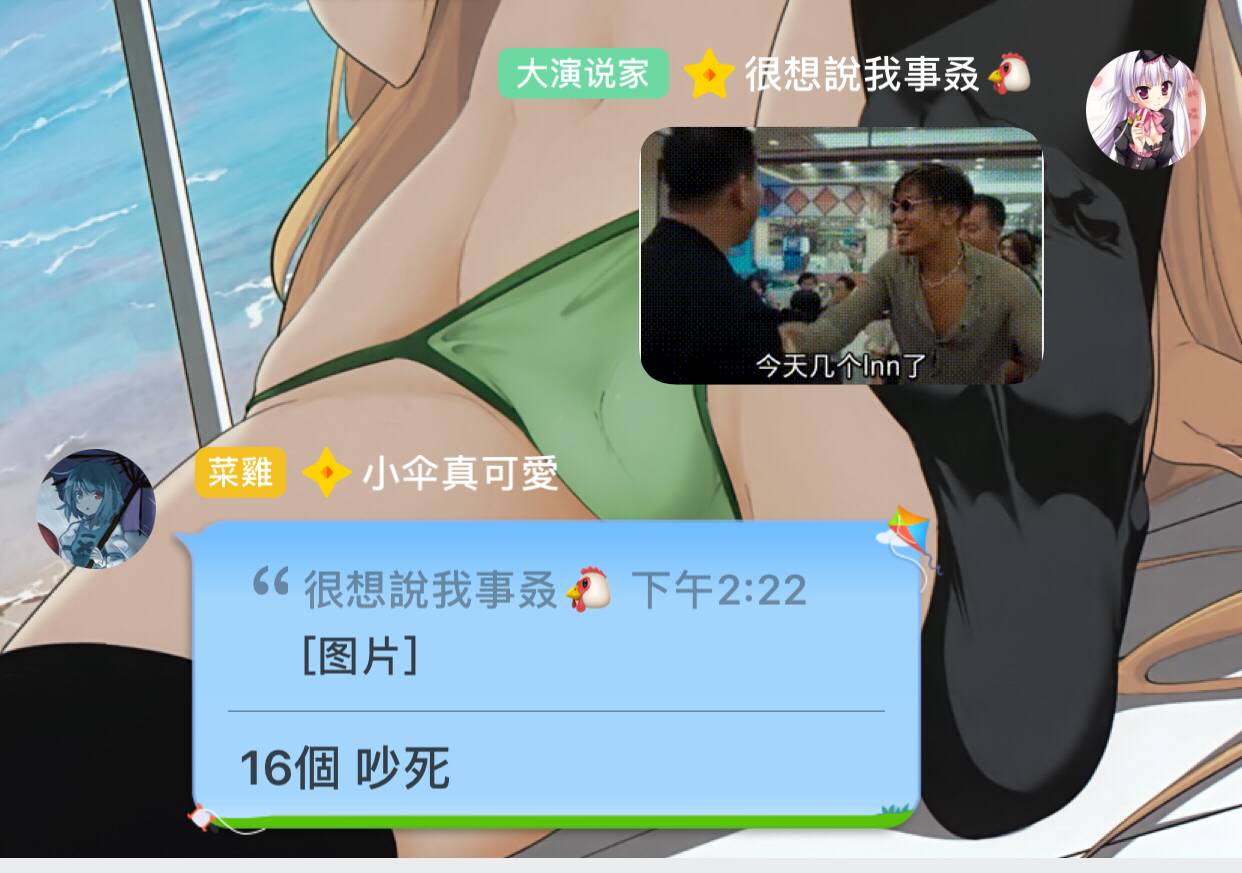 大演说家 很想說我事叒🐔
今天几个Inn了
菜雞 小伞真可愛
“ 很想說我事叒🐔 下午2:22
[图片]
16個 吵死